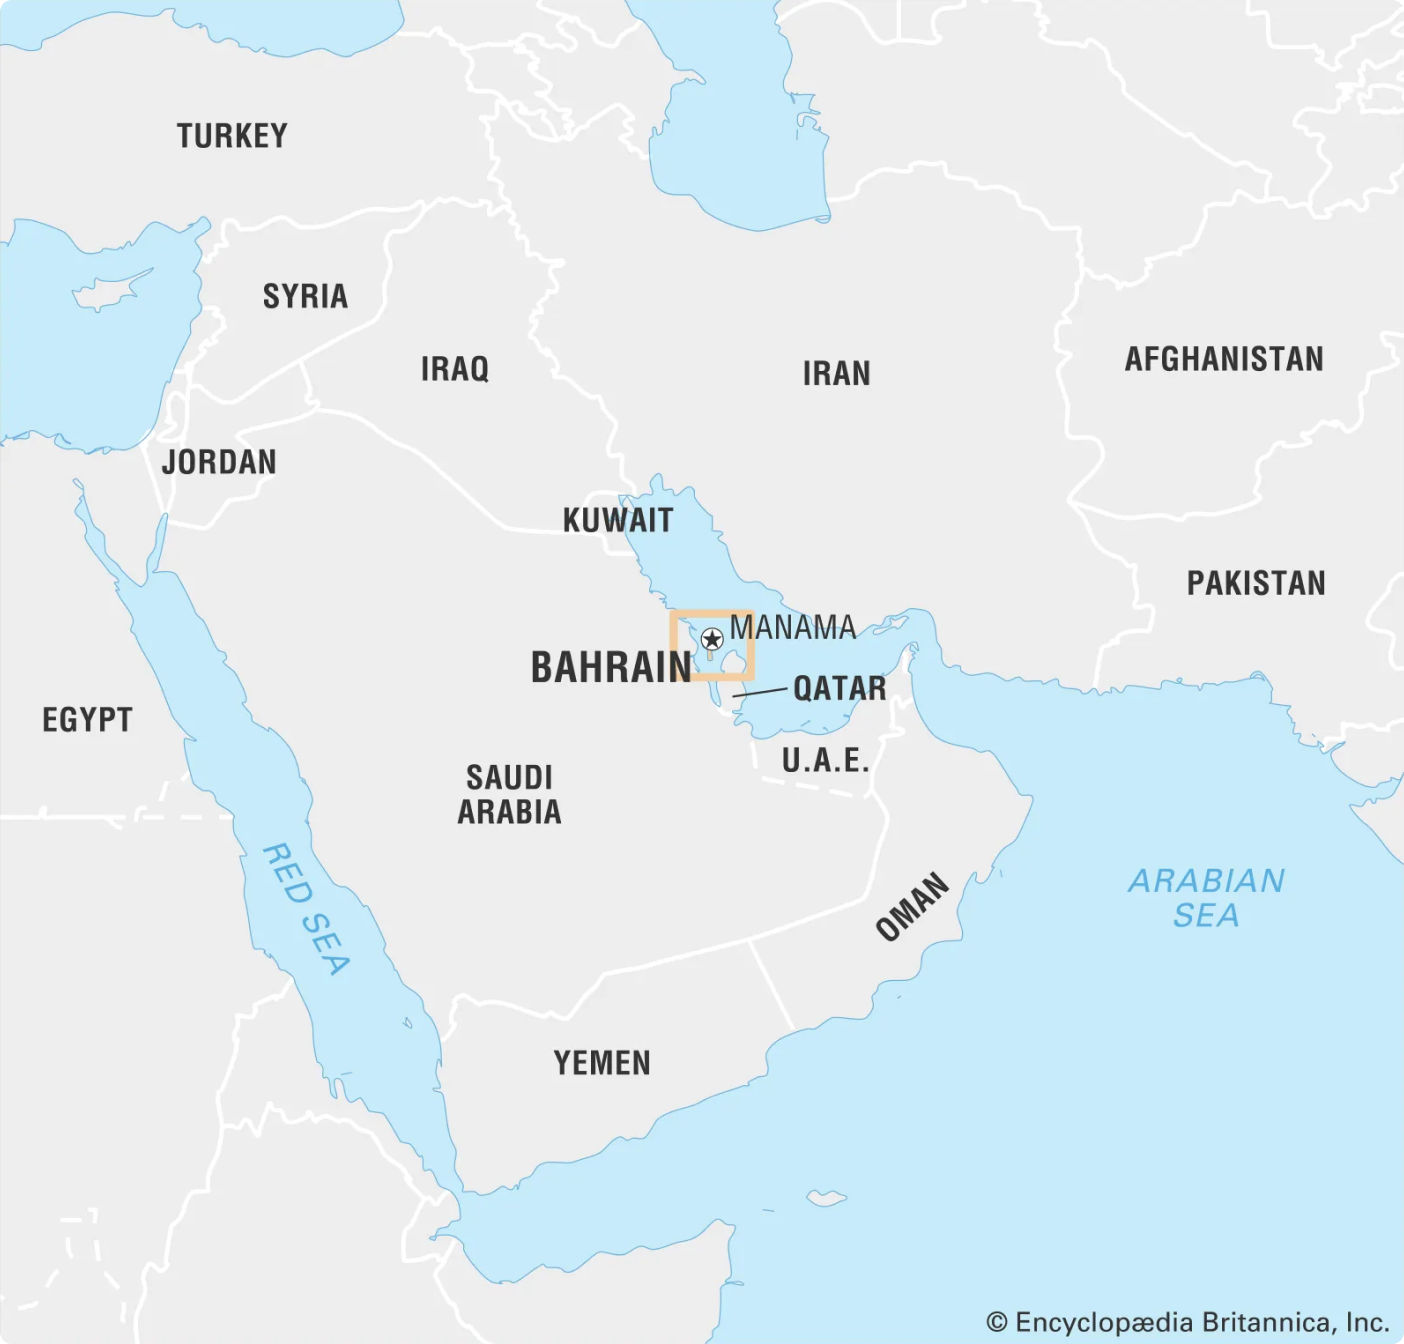 TURKEY
SYRIA
IRAQ
IRAN
AFGHANISTAN
JORDAN
KUWAIT
PAKISTAN
MANAMA
BAHRAIN
QATAR
EGYPT
U.A.E.
SAUDI
ARABIA
RED SEA
OMAN
ARABIAN
SEA
YEMEN
© Encyclopædia Britannica, Inc.